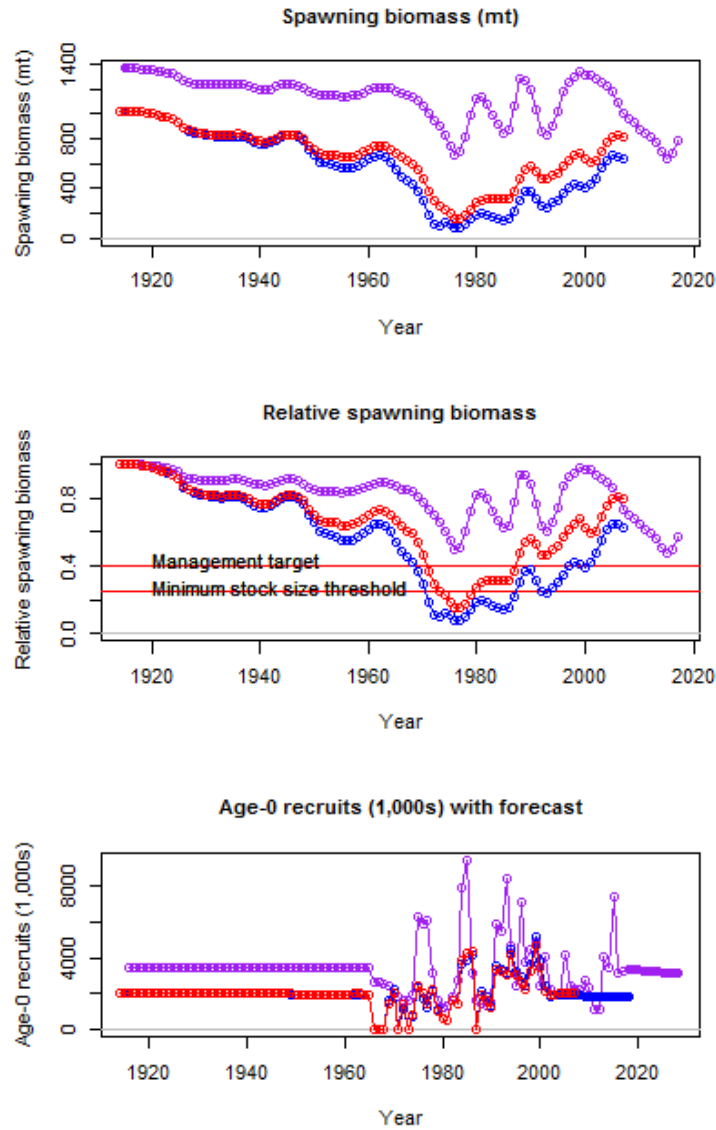 Spawning biomass (mt)
Spawning biomass (mt)
0 400 800 1400
1920 1940 1960 1980 2000 2020
Year
Relative spawning biomass
Relative spawning biomass
0.0 0.4 0.8
Management target
Minimum stock size threshold
1920 1940 1960 1980 2000 2020
Year
Age-0 recruits (1,000s) with forecast
Age-0 recruits (1,000s)
0 4000 8000
1920 1940 1960 1980 2000 2020
Year